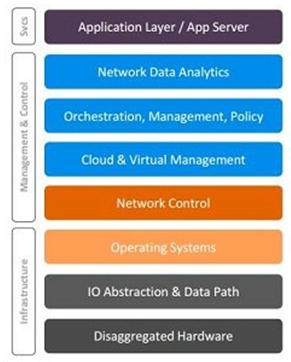 Svcs
Application Layer / App Server
Management & Control
Network Data Analytics
Orchestration, Management, Policy
Cloud & Virtual Management
Network Control
Infrastructure
Operating Systems
IO Abstraction & Data Path
Disaggregated Hardware